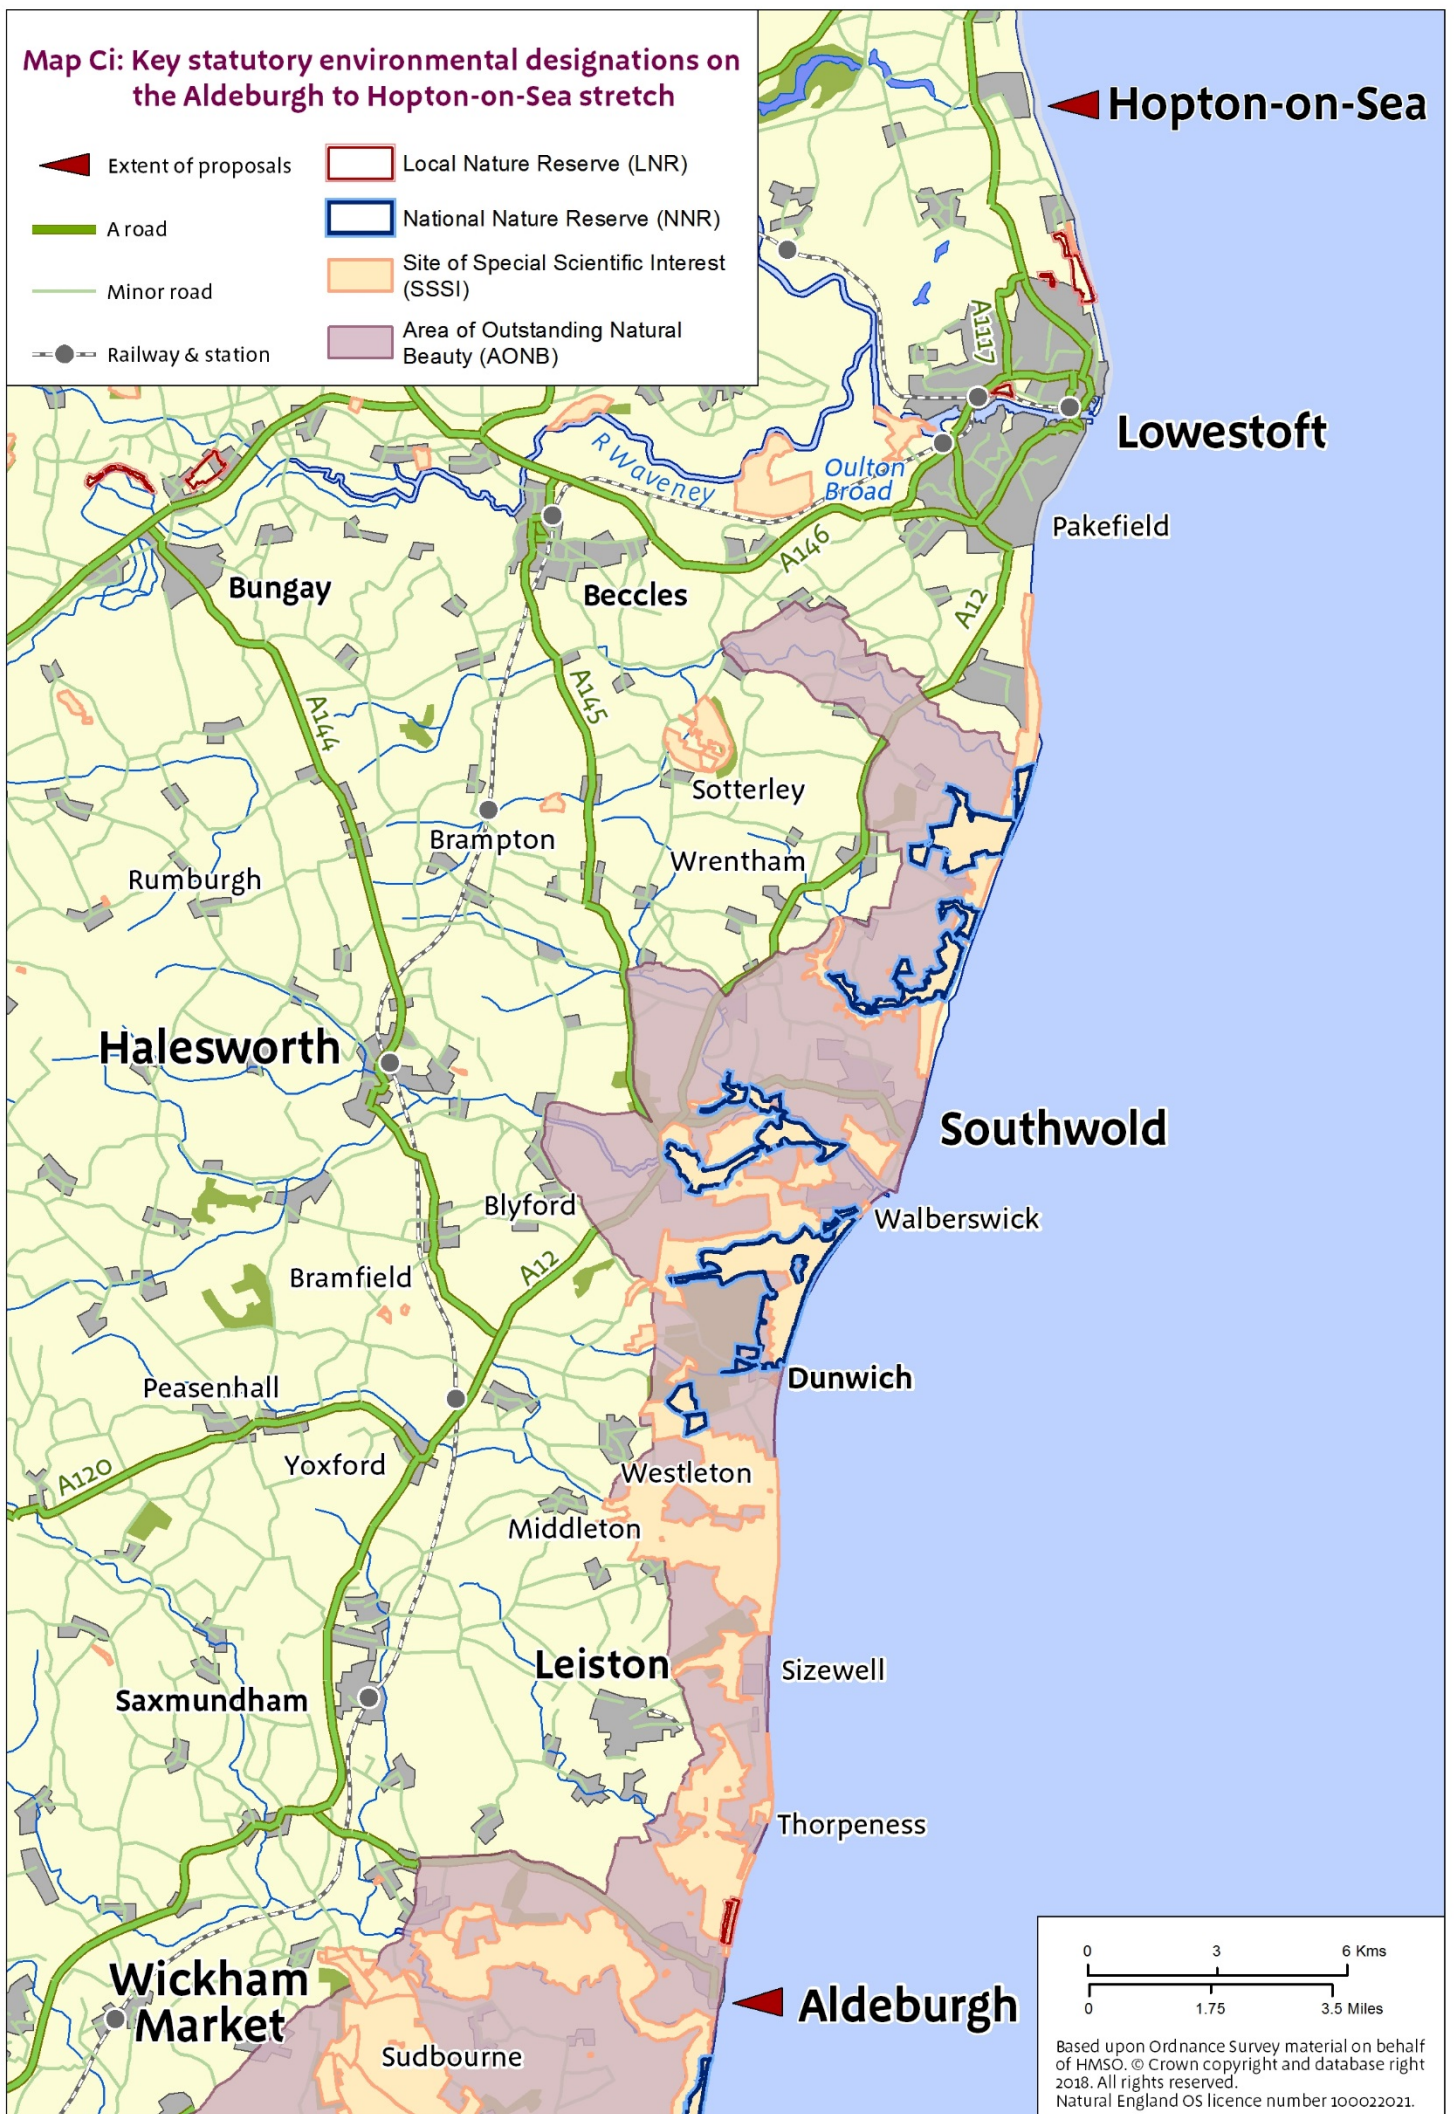 Map Ci: Key statutory environmental designations on
the Aldeburgh to Hopton-on-Sea stretch
Extent of proposals
A road
Minor road
Railway & station
Local Nature Reserve (LNR)
National Nature Reserve (NNR)
Site of Special Scientific Interest
(SSSI)
Area of Outstanding Natural
Beauty (AONB)
Hopton-on-Sea
A1117
Lowestoft
R Waveney
Oulton
Broad
Pakefield
A146
Bungay
Beccles
A12
A144
A145
Sotterley
Brampton
Wrentham
Rumburgh
Halesworth
Southwold
Blyford
Walberswick
A12
Bramfield
Dunwich
Peasenhall
Yoxford
Westleton
A120
Middleton
Leiston
Sizewell
Saxmundham
Thorpeness
Wickham
Market
Aldeburgh
Sudbourne
0 3 6 Kms
0 1.75 3.5 Miles
Based upon Ordnance Survey material on behalf
of HMSO. © Crown copyright and database right
2018. All rights reserved.
Natural England OS licence number 100022021.